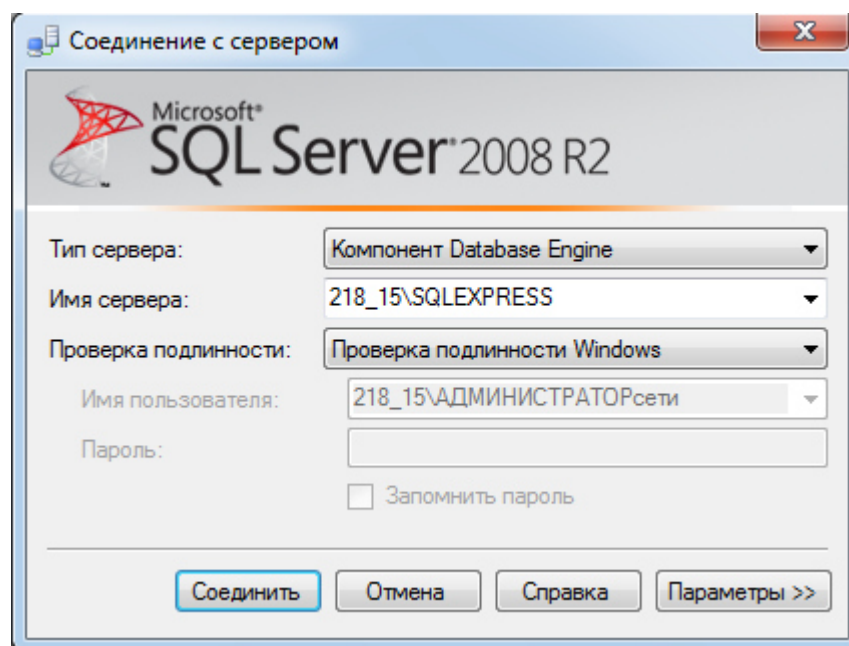 Соединение с сервером
Microsoft®
SQL Server® 2008 R2
Тип сервера: Компонент Database Engine
Имя сервера: 218_15\SQLEXPRESS
Проверка подлинности: Проверка подлинности Windows
Имя пользователя: 218_15\АДМИНИСТРАТОРсети
Пароль:
Запомнить пароль
Соединить Отмена Справка Параметры >>